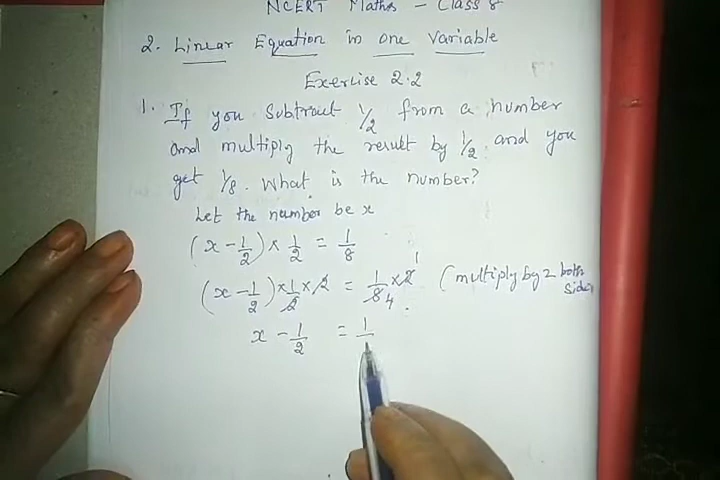 NCERT Maths - Class 8
2. Linear Equation in one Variable
Exercise 2.2
1. If you subtract 1/2 from a number
and multiply the result by 1/2 and you
get 1/8. What is the number?
Let the number be x
(x - 1/2) × 1/2 = 1/8
(x - 1/2) × 1/2 × 2 = 1/8 4 × 2 1 (multiply by 2 both sides
x - 1/2 = 1/